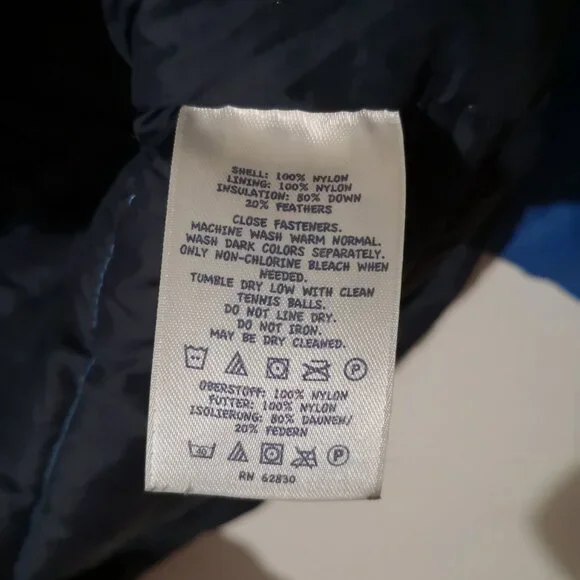 SHELL: 100% NYLON
LINING: 100% NYLON
INSULATION: 80% DOWN
20% FEATHERS
CLOSE FASTENERS.
MACHINE WASH WARM NORMAL.
WASH DARK COLORS SEPARATELY.
ONLY NON-CHLORINE BLEACH WHEN
NEEDED.
TUMBLE DRY LOW WITH CLEAN
TENNIS BALLS.
DO NOT LINE DRY.
DO NOT IRON.
MAY BE DRY CLEANED.
P
OBERSTOFF: 100% NYLON
FUTTER: 100% NYLON
ISOLIERUNG: 80% DAUNEN/
20% FEDERN
40 P
RN 62830